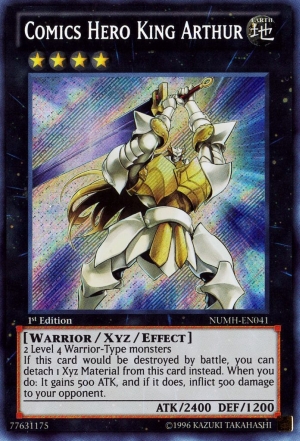 COMICS HERO KING ARTHUR
EARTH
地
1st Edition
NUMH-EN041
[WARRIOR / XYZ / EFFECT]
2 Level 4 Warrior-Type monsters
If this card would be destroyed by battle, you can
detach 1 Xyz Material from this card instead. When you
do: It gains 500 ATK, and if it does, inflict 500 damage
to your opponent.
ATK/2400 DEF/1200
77631175
©1996 KAZUKI TAKAHASHI